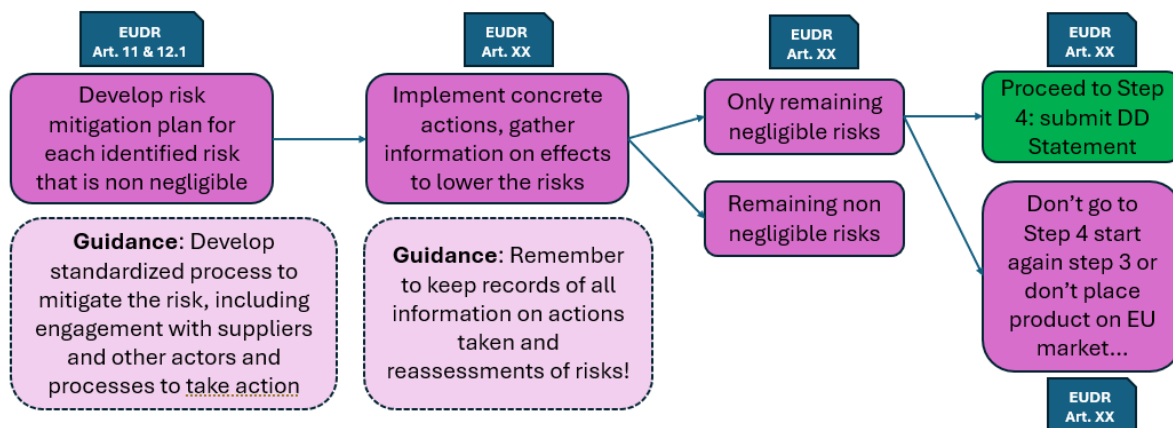 EUDR
Art. 11 & 12.1
Develop risk
mitigation plan for
each identified risk
that is non negligible
Guidance: Develop
standardized process to
mitigate the risk, including
engagement with suppliers
and other actors and
processes to take action
EUDR
Art. XX
Implement concrete
actions, gather
information on effects
to lower the risks
Guidance: Remember
to keep records of all
information on actions
taken and
reassessments of risks!
EUDR
Art. XX
Only remaining
negligible risks
Remaining non
negligible risks
EUDR
Art. XX
Proceed to Step
4: submit DD
Statement
Don’t go to
Step 4 start
again step 3 or
don’t place
product on EU
market...
EUDR
Art. XX